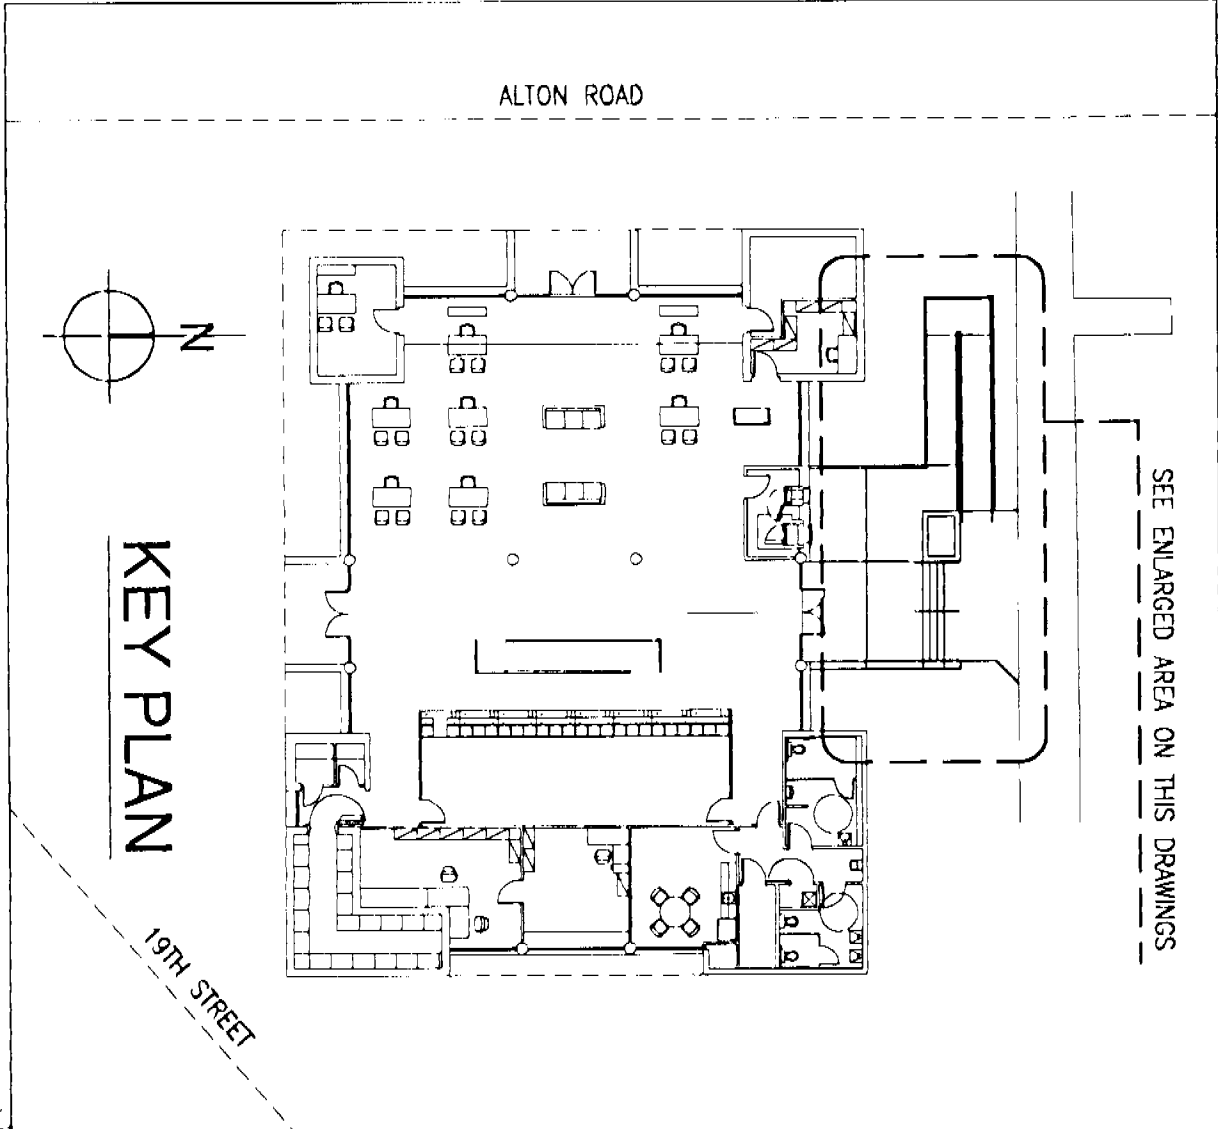 ALTON ROAD
N
KEY PLAN
SEE ENLARGED AREA ON THIS DRAWINGS
19TH STREET